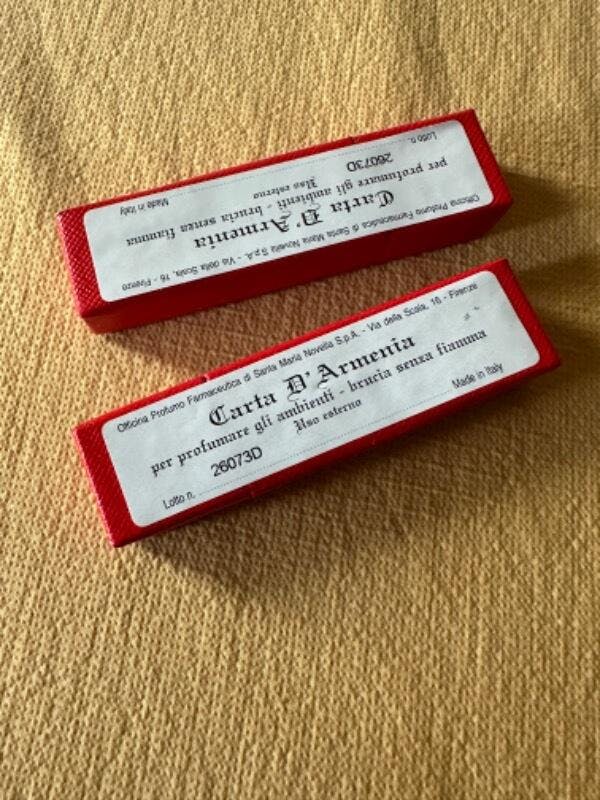 Officina Profumo Farmaceutica di Santa Maria Novella S.p.A. - Via della Scala, 16 - Firenze
Carta D'Armenia
per profumare gli ambienti - brucia senza fiamma
Uso esterno
Lotto n. 26073D
Made in Italy
Officina Profumo Farmaceutica di Santa Maria Novella S.p.A. - Via della Scala, 16 - Firenze
Carta D'Armenia
per profumare gli ambienti - brucia senza fiamma
Uso esterno
Lotto n. 26073D
Made in Italy